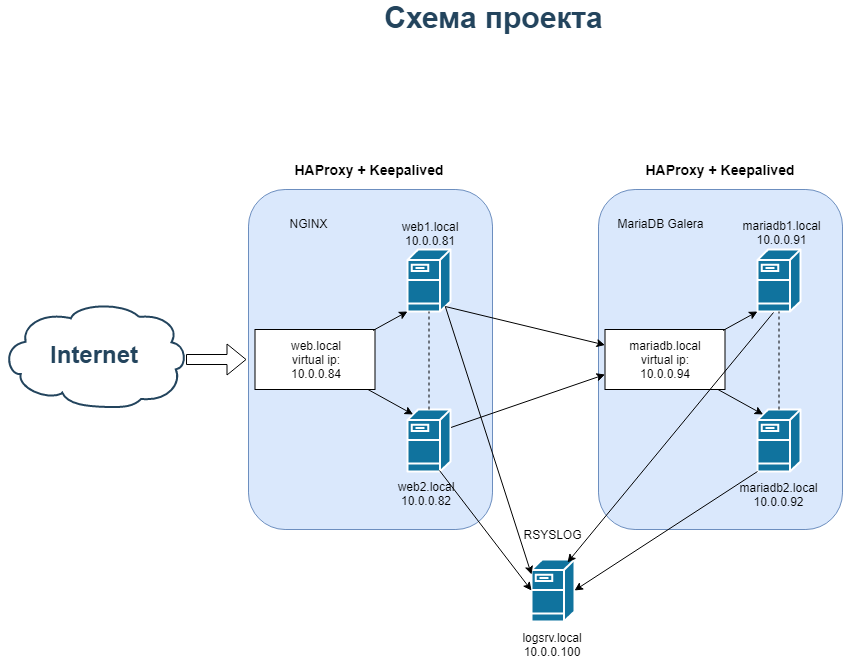 Схема проекта
HAProxy + Keepalived
HAProxy + Keepalived
NGINX
web1.local
10.0.0.81
MariaDB Galera
mariadb1.local
10.0.0.91
Internet
web.local
virtual ip:
10.0.0.84
mariadb.local
virtual ip:
10.0.0.94
web2.local
10.0.0.82
mariadb2.local
10.0.0.92
RSYSLOG
logsrv.local
10.0.0.100